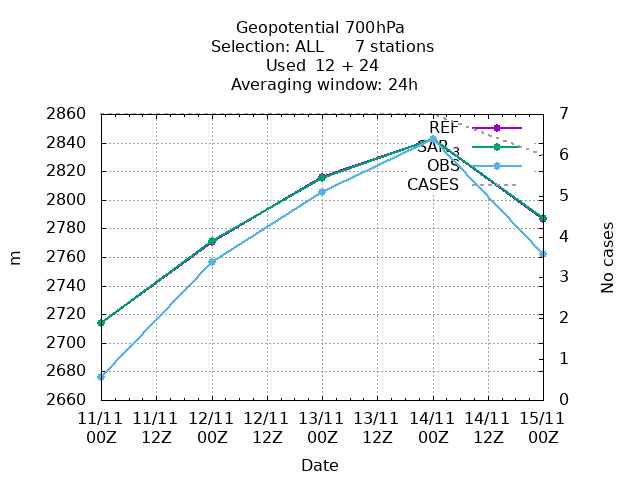 Geopotential 700hPa
Selection: ALL 7 stations
Used 12 + 24
Averaging window: 24h
2860
2840
2820
2800
2780
2760
2740
2720
2700
2680
2660
m
7
6
5
4
3
2
1
0
No cases
REF
SAR 3
OBS
CASES
11/11 11/11 12/11 12/11 13/11 13/11 14/11 14/11 15/11
00Z 12Z 00Z 12Z 00Z 12Z 00Z 12Z 00Z
Date